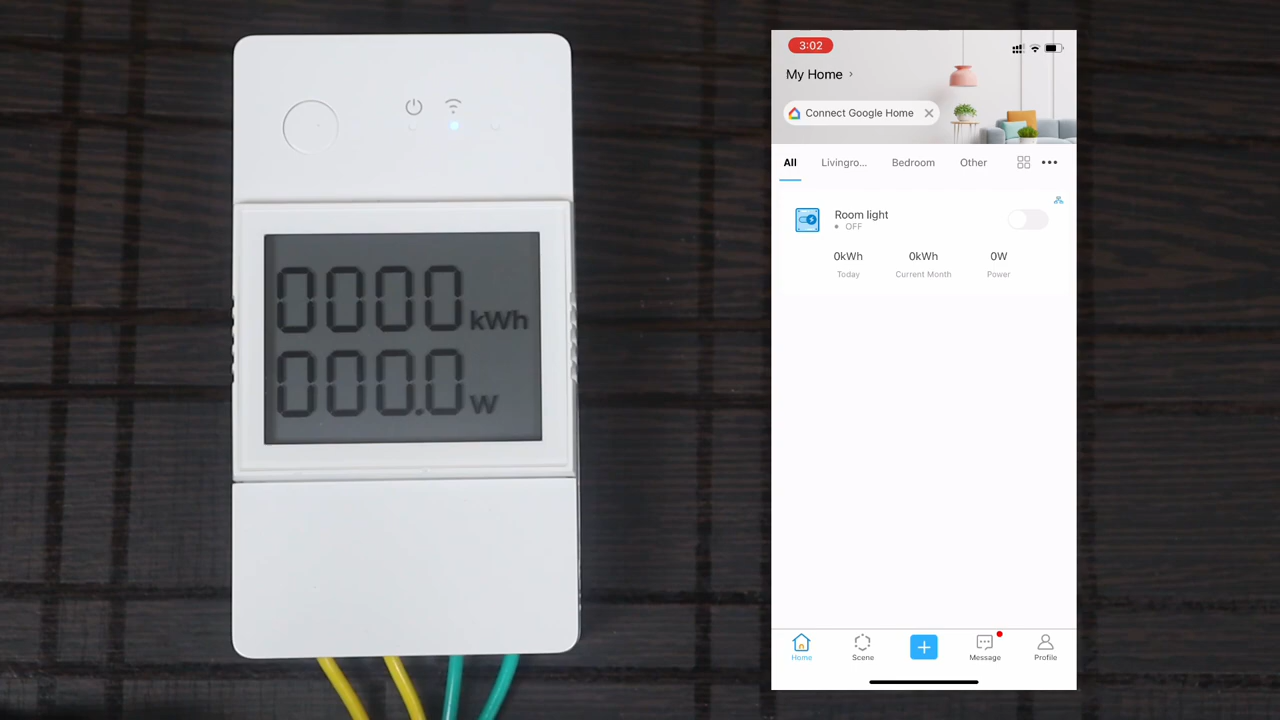 0000 kWh
000.0 W
3:02
My Home
Connect Google Home
All Livingro... Bedroom Other
Room light
OFF
0kWh 0kWh 0W
Today Current Month Power
Home Scene Message Profile